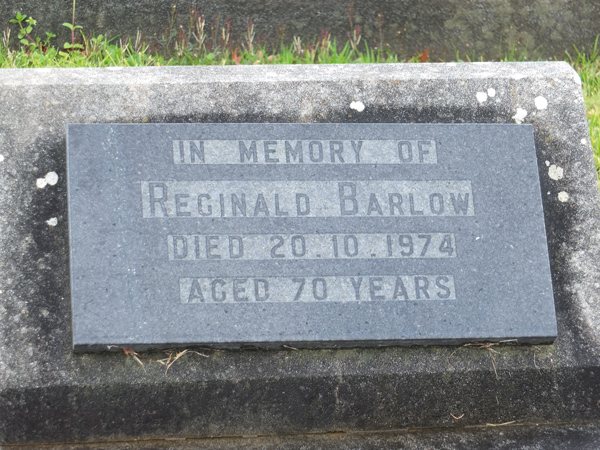 IN MEMORY OF
REGINALD BARLOW
DIED 20.10.1974
AGED 70 YEARS